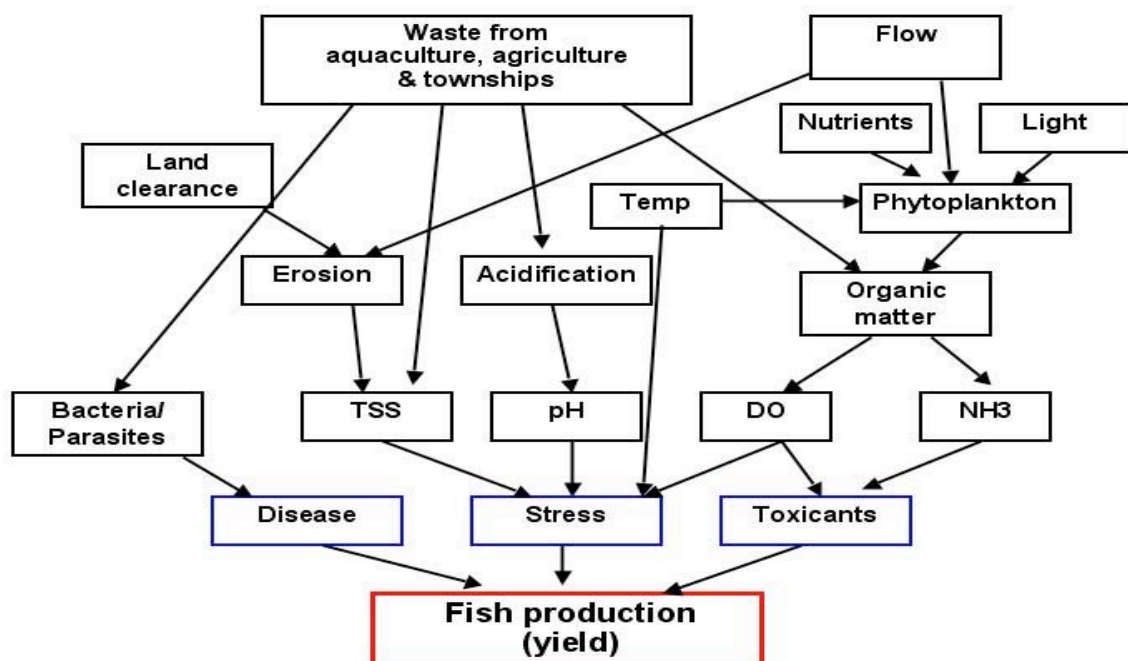 Waste from
aquaculture, agriculture
& townships
Flow
Nutrients
Light
Land
clearance
Temp
Phytoplankton
Erosion
Acidification
Organic
matter
Bacteria/
Parasites
TSS
pH
DO
NH3
Disease
Stress
Toxicants
Fish production
(yield)